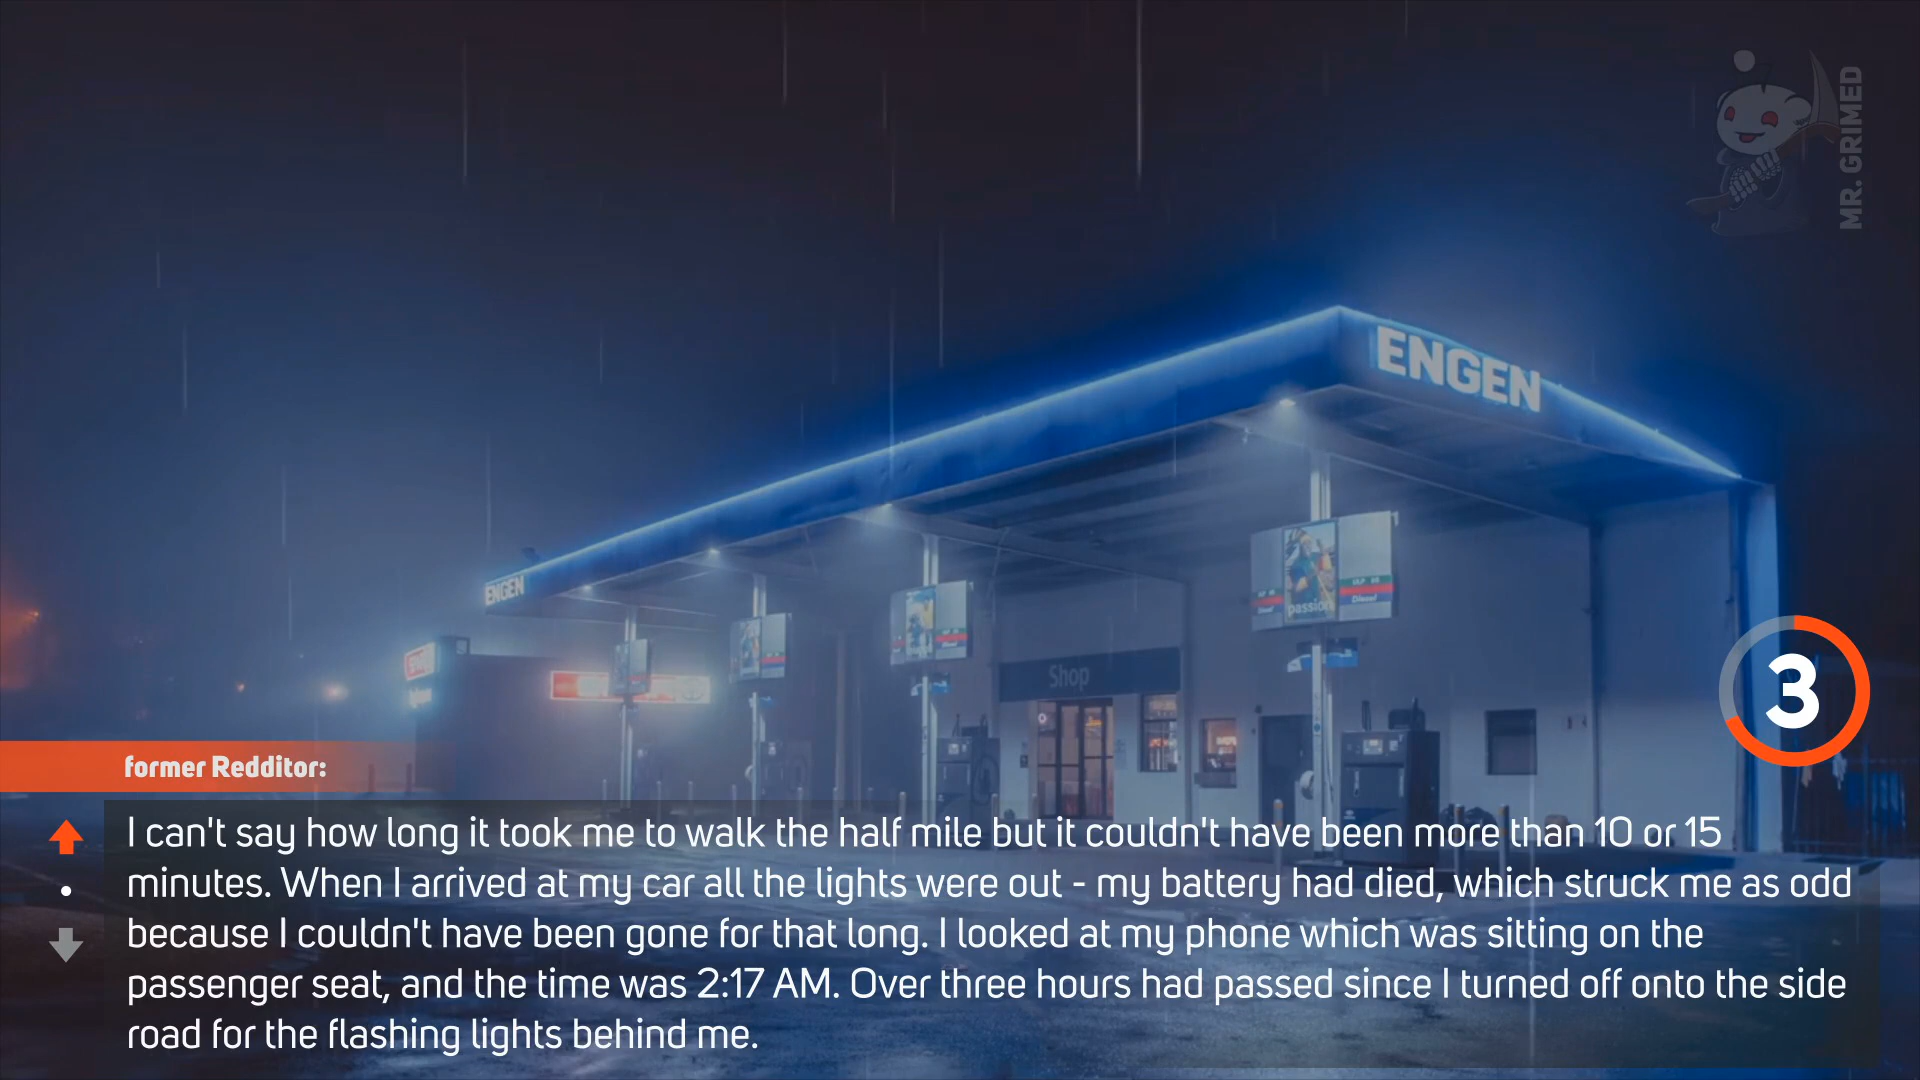 MR. GRIMED
ENGEN
ENGEN
passion
Diesel
Shop
3
former Redditor:
I can't say how long it took me to walk the half mile but it couldn't have been more than 10 or 15
minutes. When I arrived at my car all the lights were out - my battery had died, which struck me as odd
because I couldn't have been gone for that long. I looked at my phone which was sitting on the
passenger seat, and the time was 2:17 AM. Over three hours had passed since I turned off onto the side
road for the flashing lights behind me.